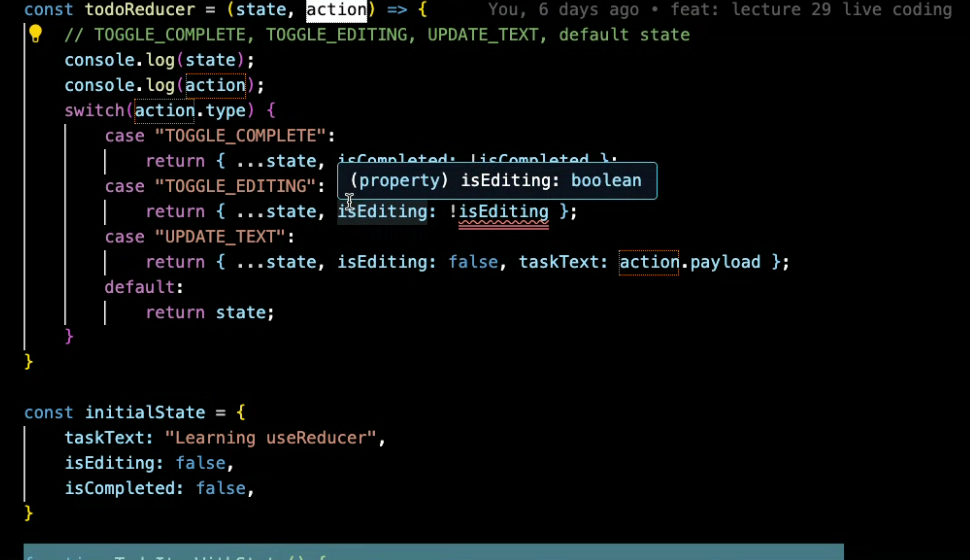 const todoReducer = (state, action) => {    You, 6 days ago • feat: lecture 29 live coding
// TOGGLE_COMPLETE, TOGGLE_EDITING, UPDATE_TEXT, default state
console.log(state);
console.log(action);
switch(action.type) {
case "TOGGLE_COMPLETE":
return { ...state, isCompleted: !isCompleted };
(property) isEditing: boolean
case "TOGGLE_EDITING":
return { ...state, isEditing: !isEditing };
case "UPDATE_TEXT":
return { ...state, isEditing: false, taskText: action.payload };
default:
return state;
}
}
const initialState = {
taskText: "Learning useReducer",
isEditing: false,
isCompleted: false,
}